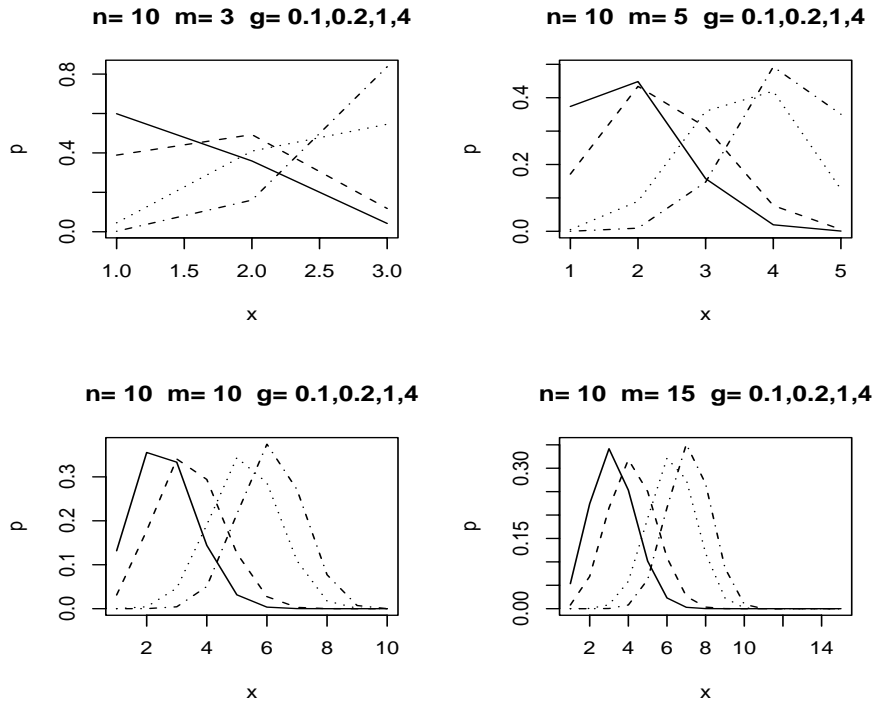 n= 10  m= 3  g= 0.1,0.2,1,4
p
0.0 0.4 0.8
1.0 1.5 2.0 2.5 3.0
x
n= 10  m= 5  g= 0.1,0.2,1,4
p
0.0 0.2 0.4
1 2 3 4 5
x
n= 10  m= 10  g= 0.1,0.2,1,4
p
0.0 0.1 0.2 0.3
2 4 6 8 10
x
n= 10  m= 15  g= 0.1,0.2,1,4
p
0.00 0.15 0.30
2 4 6 8 10 14
x